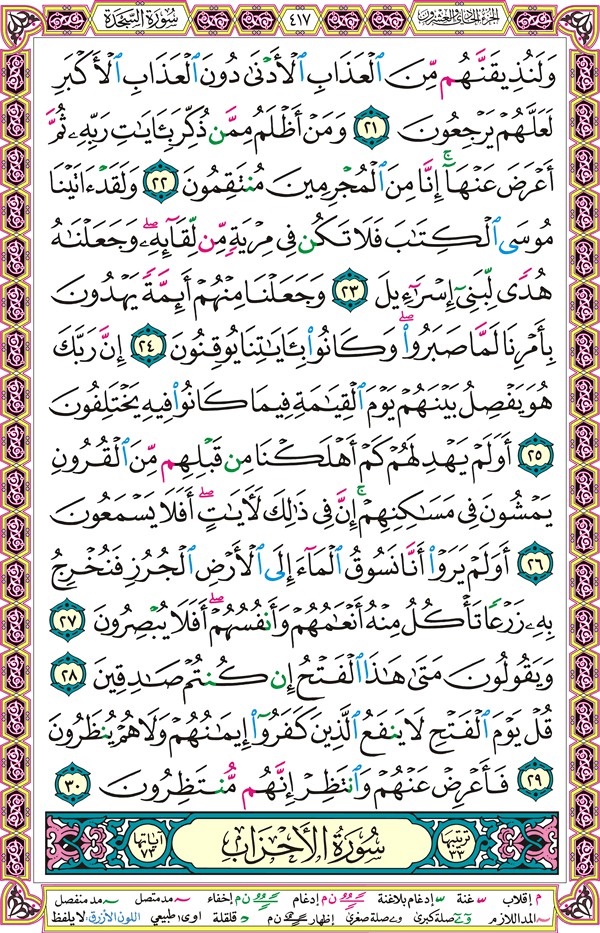 سُورَةُ السَّجْدَةِ ٤١٧ الجزء الحادي والعشرون
وَلَنُذِيقَنَّهُم مِّنَ ٱلْعَذَابِ ٱلْأَدْنَىٰ دُونَ ٱلْعَذَابِ ٱلْأَكْبَرِ
لَعَلَّهُمْ يَرْجِعُونَ ٢١ وَمَنْ أَظْلَمُ مِمَّن ذُكِّرَ بِـَٔايَـٰتِ رَبِّهِۦ ثُمَّ
أَعْرَضَ عَنْهَآ ۚ إِنَّا مِنَ ٱلْمُجْرِمِينَ مُنتَقِمُونَ ٢٢ وَلَقَدْ ءَاتَيْنَا
مُوسَى ٱلْكِتَـٰبَ فَلَا تَكُن فِى مِرْيَةٍ مِّن لِّقَآئِهِۦ ۖ وَجَعَلْنَـٰهُ
هُدًى لِّبَنِىٓ إِسْرَٰٓءِيلَ ٢٣ وَجَعَلْنَا مِنْهُمْ أَئِمَّةً يَهْدُونَ
بِأَمْرِنَا لَمَّا صَبَرُوا۟ ۖ وَكَانُوا۟ بِـَٔايَـٰتِنَا يُوقِنُونَ ٢٤ إِنَّ رَبَّكَ
هُوَ يَفْصِلُ بَيْنَهُمْ يَوْمَ ٱلْقِيَـٰمَةِ فِيمَا كَانُوا۟ فِيهِ يَخْتَلِفُونَ
٢٥ أَوَلَمْ يَهْدِ لَهُمْ كَمْ أَهْلَكْنَا مِن قَبْلِهِم مِّنَ ٱلْقُرُونِ
يَمْشُونَ فِى مَسَـٰكِنِهِمْ ۚ إِنَّ فِى ذَٰلِكَ لَـَٔايَـٰتٍ ۖ أَفَلَا يَسْمَعُونَ
٢٦ أَوَلَمْ يَرَوْا۟ أَنَّا نَسُوقُ ٱلْمَآءَ إِلَى ٱلْأَرْضِ ٱلْجُرُزِ فَنُخْرِجُ
بِهِۦ زَرْعًا تَأْكُلُ مِنْهُ أَنْعَـٰمُهُمْ وَأَنفُسُهُمْ ۖ أَفَلَا يُبْصِرُونَ ٢٧
وَيَقُولُونَ مَتَىٰ هَـٰذَا ٱلْفَتْحُ إِن كُنتُمْ صَـٰدِقِينَ ٢٨
قُلْ يَوْمَ ٱلْفَتْحِ لَا يَنفَعُ ٱلَّذِينَ كَفَرُوٓا۟ إِيمَـٰنُهُمْ وَلَا هُمْ يُنظَرُونَ
٢٩ فَأَعْرِضْ عَنْهُمْ وَٱنتَظِرْ إِنَّهُم مُّنتَظِرُونَ ٣٠
ترتيبها ٣٣ سُورَةُ الأَحْزَابِ آياتها ٧٣
م إقلاب س غنة س إدغام بلاغنة ن م إدغام ن م إخفاء مد متصل مد منفصل
المد اللازم و ے صلة كبرى و ے صلة صغرى إظهار ن م د قلقلة اوى؛ طبيعي اللون الأزرق: لا يلفظ